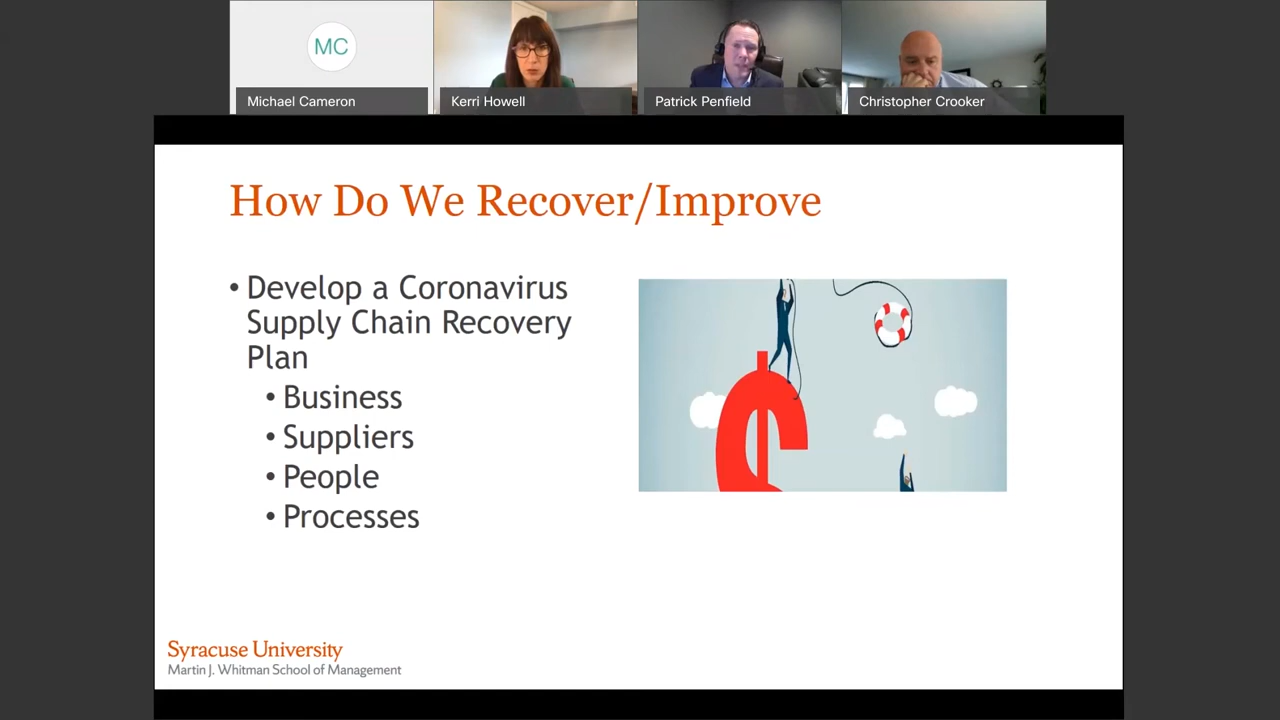 MC
Michael Cameron
Kerri Howell
Patrick Penfield
Christopher Crooker
How Do We Recover/Improve
• Develop a Coronavirus
Supply Chain Recovery
Plan
• Business
• Suppliers
• People
• Processes
Syracuse University
Martin J. Whitman School of Management